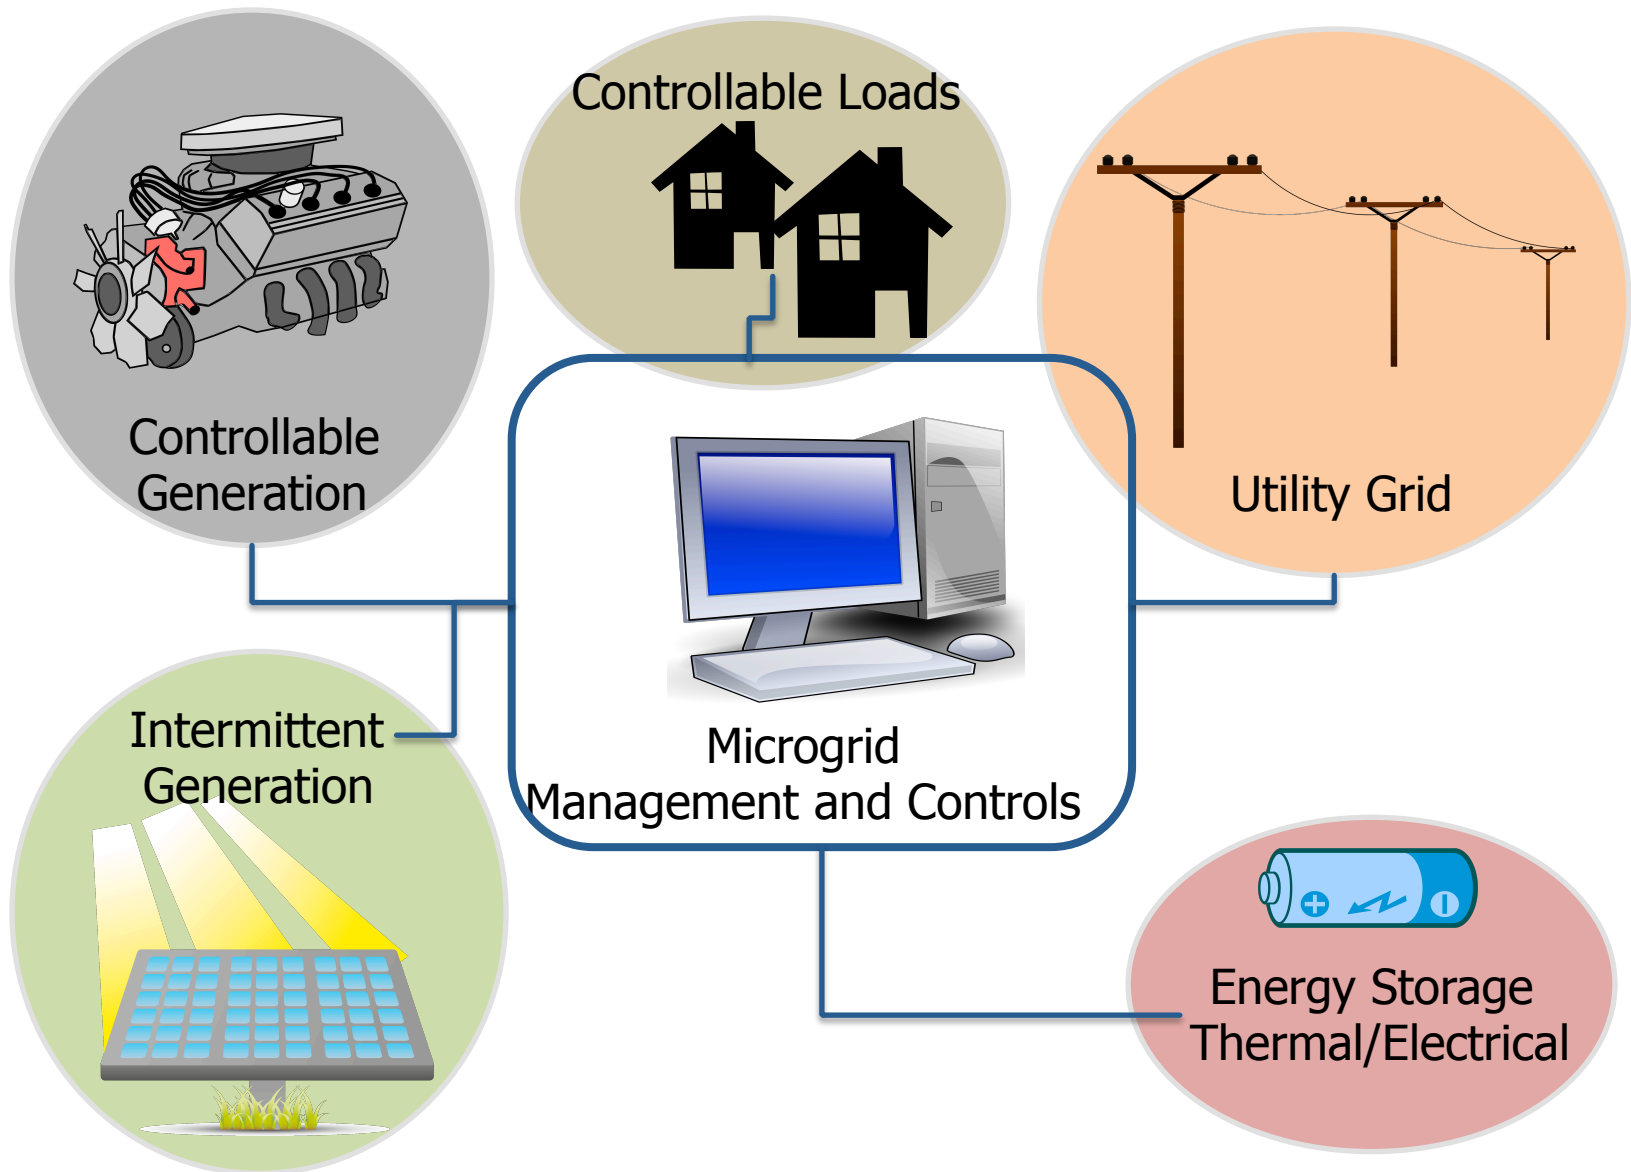 Controllable Loads
Controllable
Generation
Utility Grid
Intermittent
Generation
Microgrid
Management and Controls
Energy Storage
Thermal/Electrical